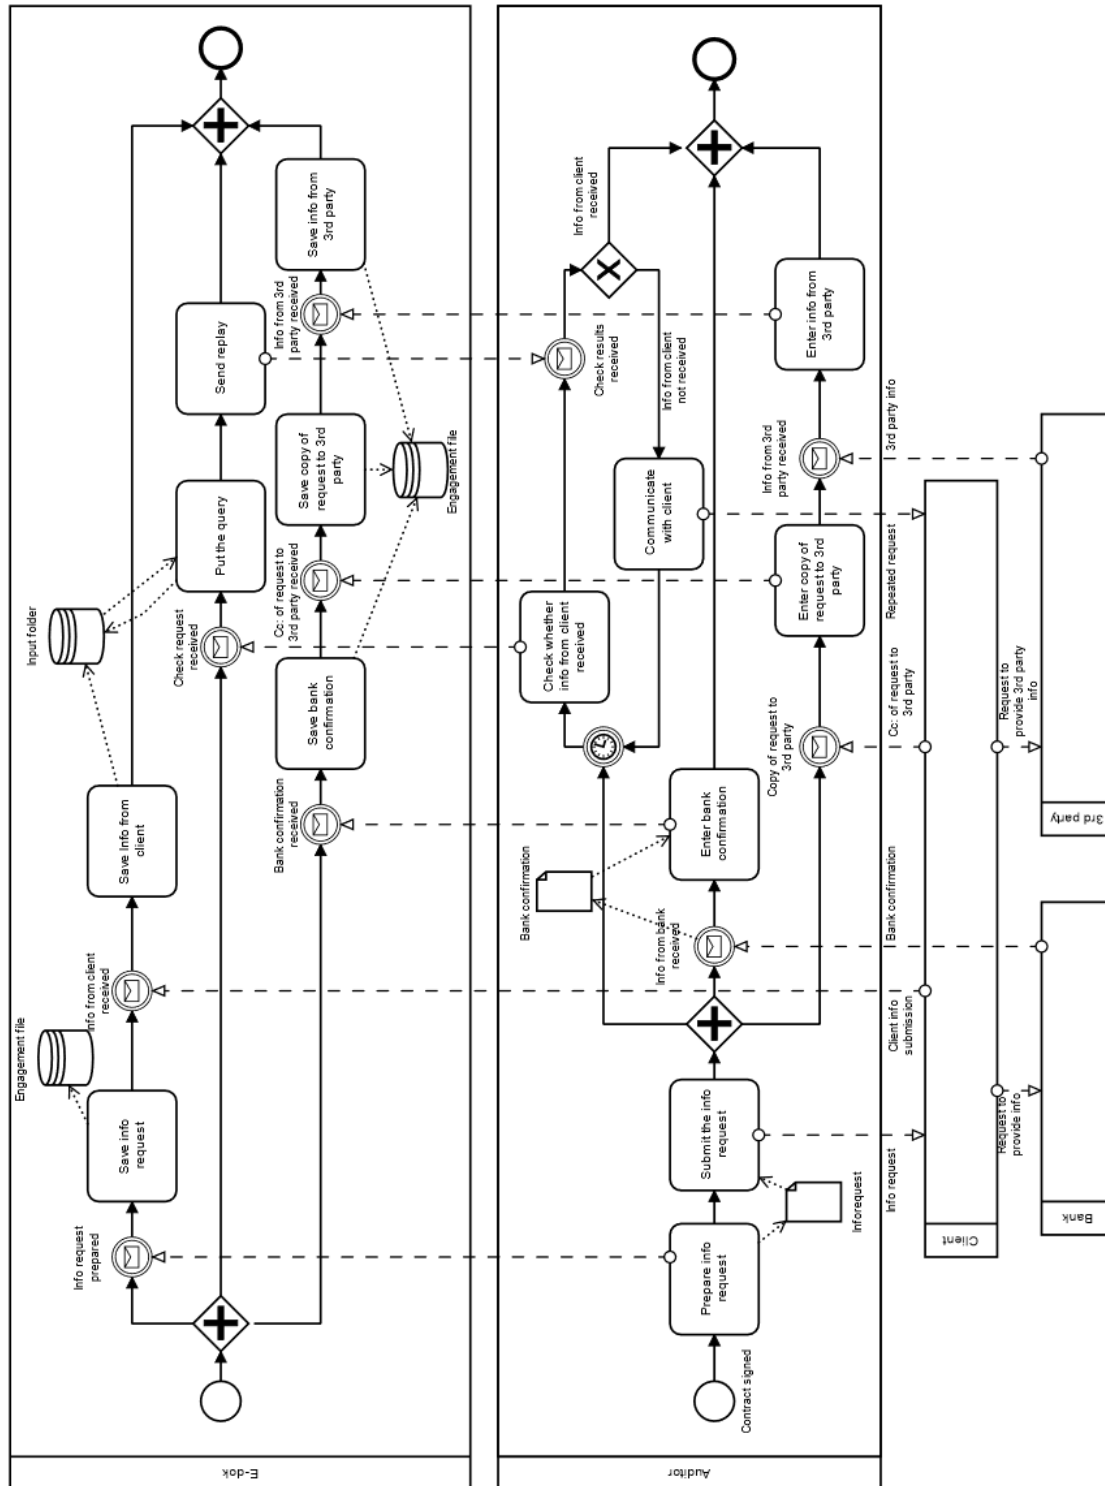 E-dok
Info request
prepared
Save info
request
Engagement file
Info from client
received
Save Info from
client
Input folder
Check request
received
Put the query
Send replay
Bank confirmation
received
Save bank
confirmation
Cc: of request to
3rd party received
Save copy of
request to 3rd
party
Engagement file
Info from 3rd
party received
Save info from
3rd party
Auditor
Contract signed
Prepare info
request
Inforequest
Submit the info
request
Info from bank
received
Bank confirmation
Enter bank
confirmation
Check whether
info from client
received
Check results
received
Info from client
received
Info from client
not received
Communicate
with client
Copy of request to
3rd party
Enter copy of
request to 3rd
party
Info from 3rd
party received
Enter info from
3rd party
Info request
Client info
submission
Bank confirmation
Cc: of request to
3rd party
Repeated request
3rd party info
Client
Request to
provide info
Request to
provide 3rd party
info
Bank
3rd party